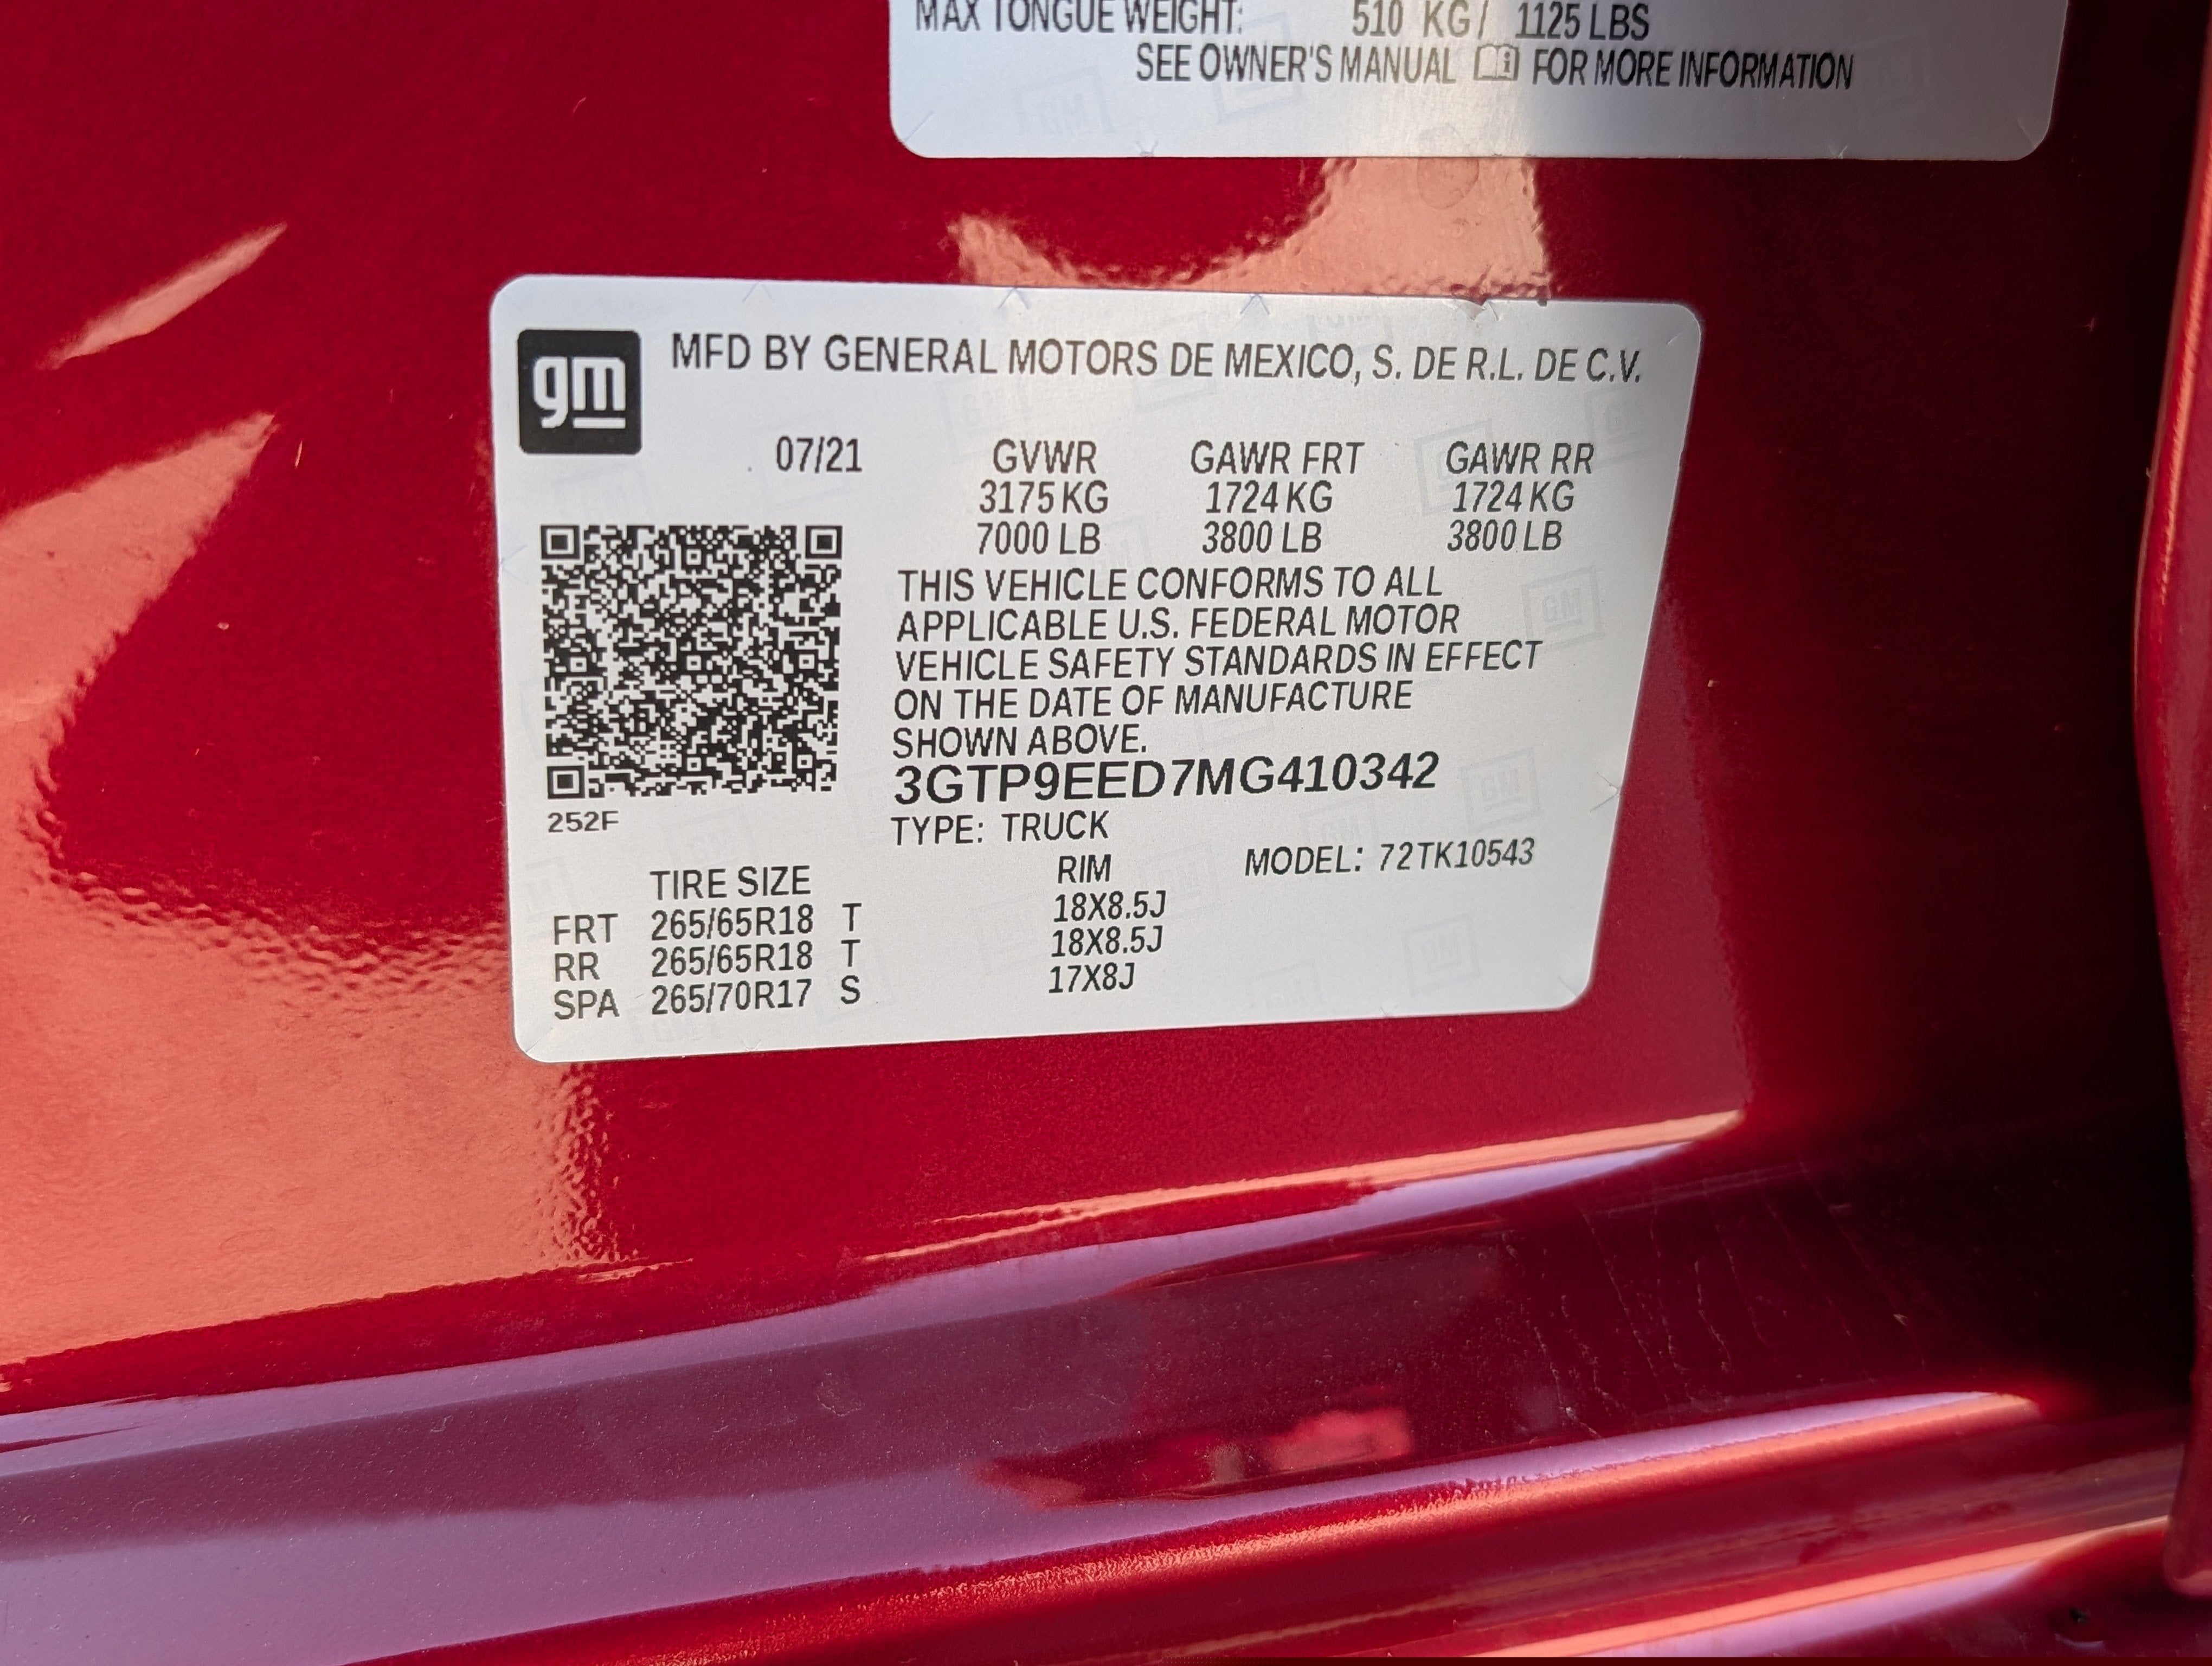 MAX TONGUE WEIGHT: 510 KG / 1125 LBS
SEE OWNER'S MANUAL FOR MORE INFORMATION
gm
MFD BY GENERAL MOTORS DE MEXICO, S. DE R.L. DE C.V.
07/21 GVWR GAWR FRT GAWR RR
3175 KG 1724 KG 1724 KG
7000 LB 3800 LB 3800 LB
THIS VEHICLE CONFORMS TO ALL
APPLICABLE U.S. FEDERAL MOTOR
VEHICLE SAFETY STANDARDS IN EFFECT
ON THE DATE OF MANUFACTURE
SHOWN ABOVE.
3GTP9EED7MG410342
252F
TYPE: TRUCK
TIRE SIZE RIM MODEL: 72TK10543
FRT 265/65R18 T 18X8.5J
RR 265/65R18 T 18X8.5J
SPA 265/70R17 S 17X8J